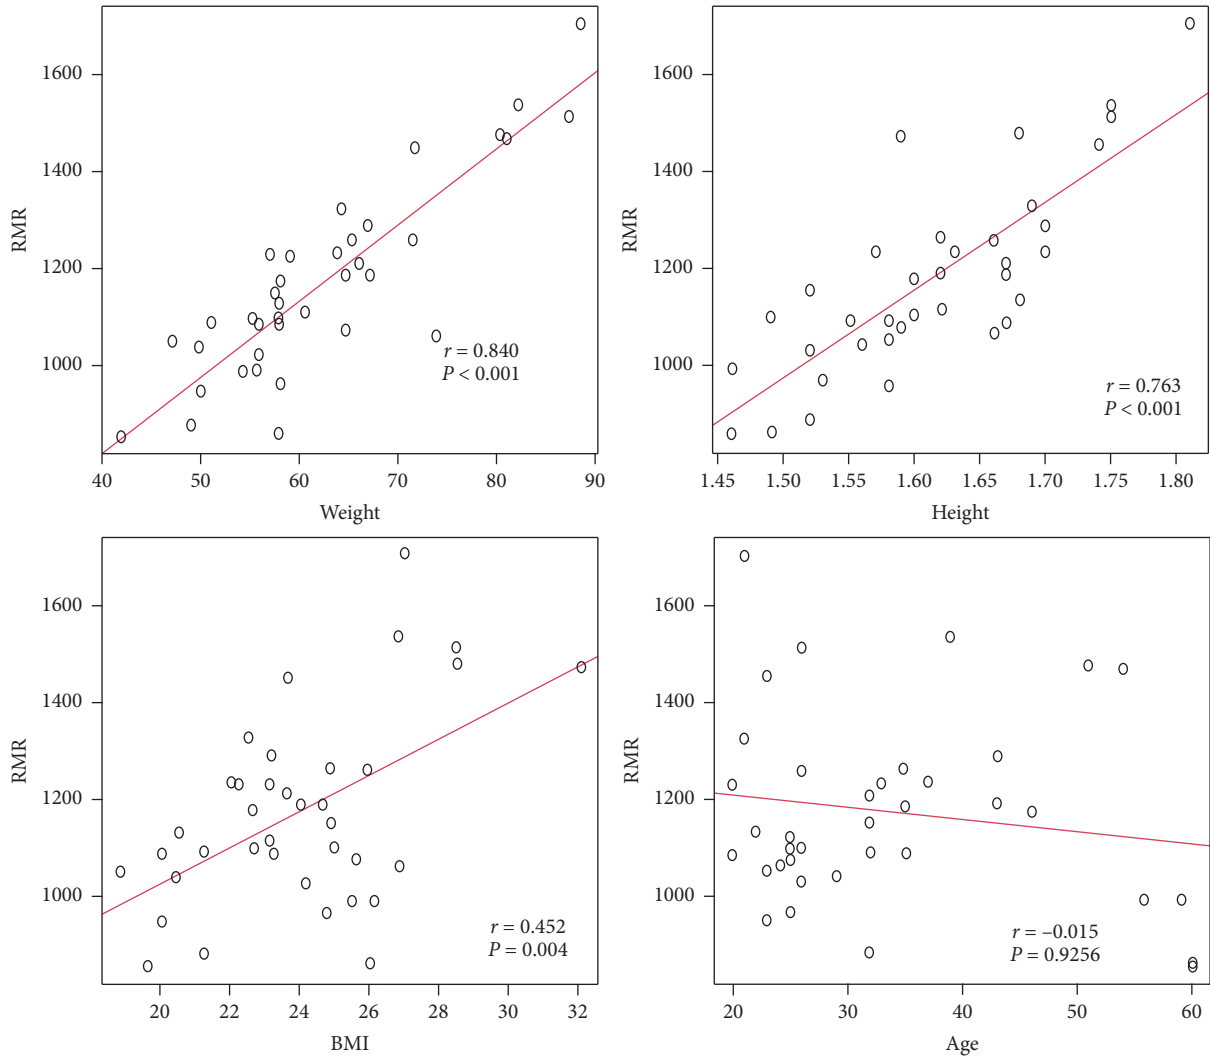 RMR
1600
1400
1200
1000
r = 0.840
P < 0.001
40 50 60 70 80 90
Weight
RMR
1600
1400
1200
1000
r = 0.763
P < 0.001
1.45 1.50 1.55 1.60 1.65 1.70 1.75 1.80
Height
RMR
1600
1400
1200
1000
r = 0.452
P = 0.004
20 22 24 26 28 30 32
BMI
RMR
1600
1400
1200
1000
r = –0.015
P = 0.9256
20 30 40 50 60
Age